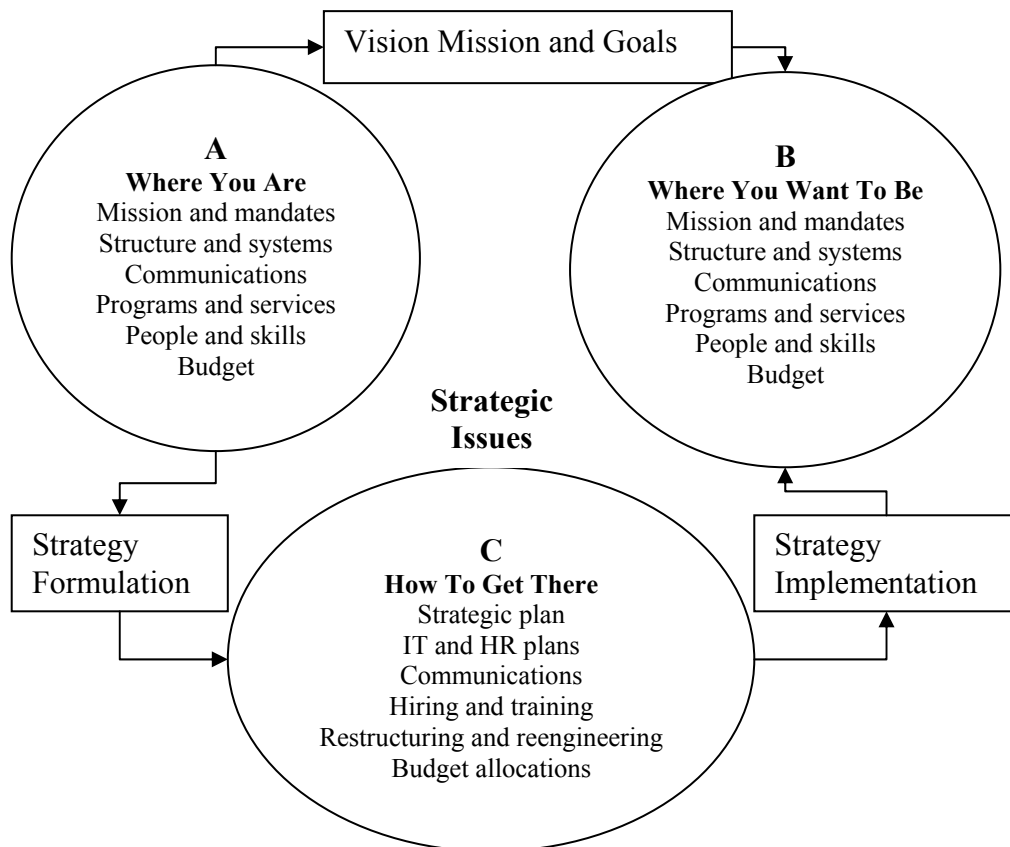 Vision Mission and Goals
A
Where You Are
Mission and mandates
Structure and systems
Communications
Programs and services
People and skills
Budget
B
Where You Want To Be
Mission and mandates
Structure and systems
Communications
Programs and services
People and skills
Budget
Strategic
Issues
Strategy
Formulation
C
How To Get There
Strategic plan
IT and HR plans
Communications
Hiring and training
Restructuring and reengineering
Budget allocations
Strategy
Implementation